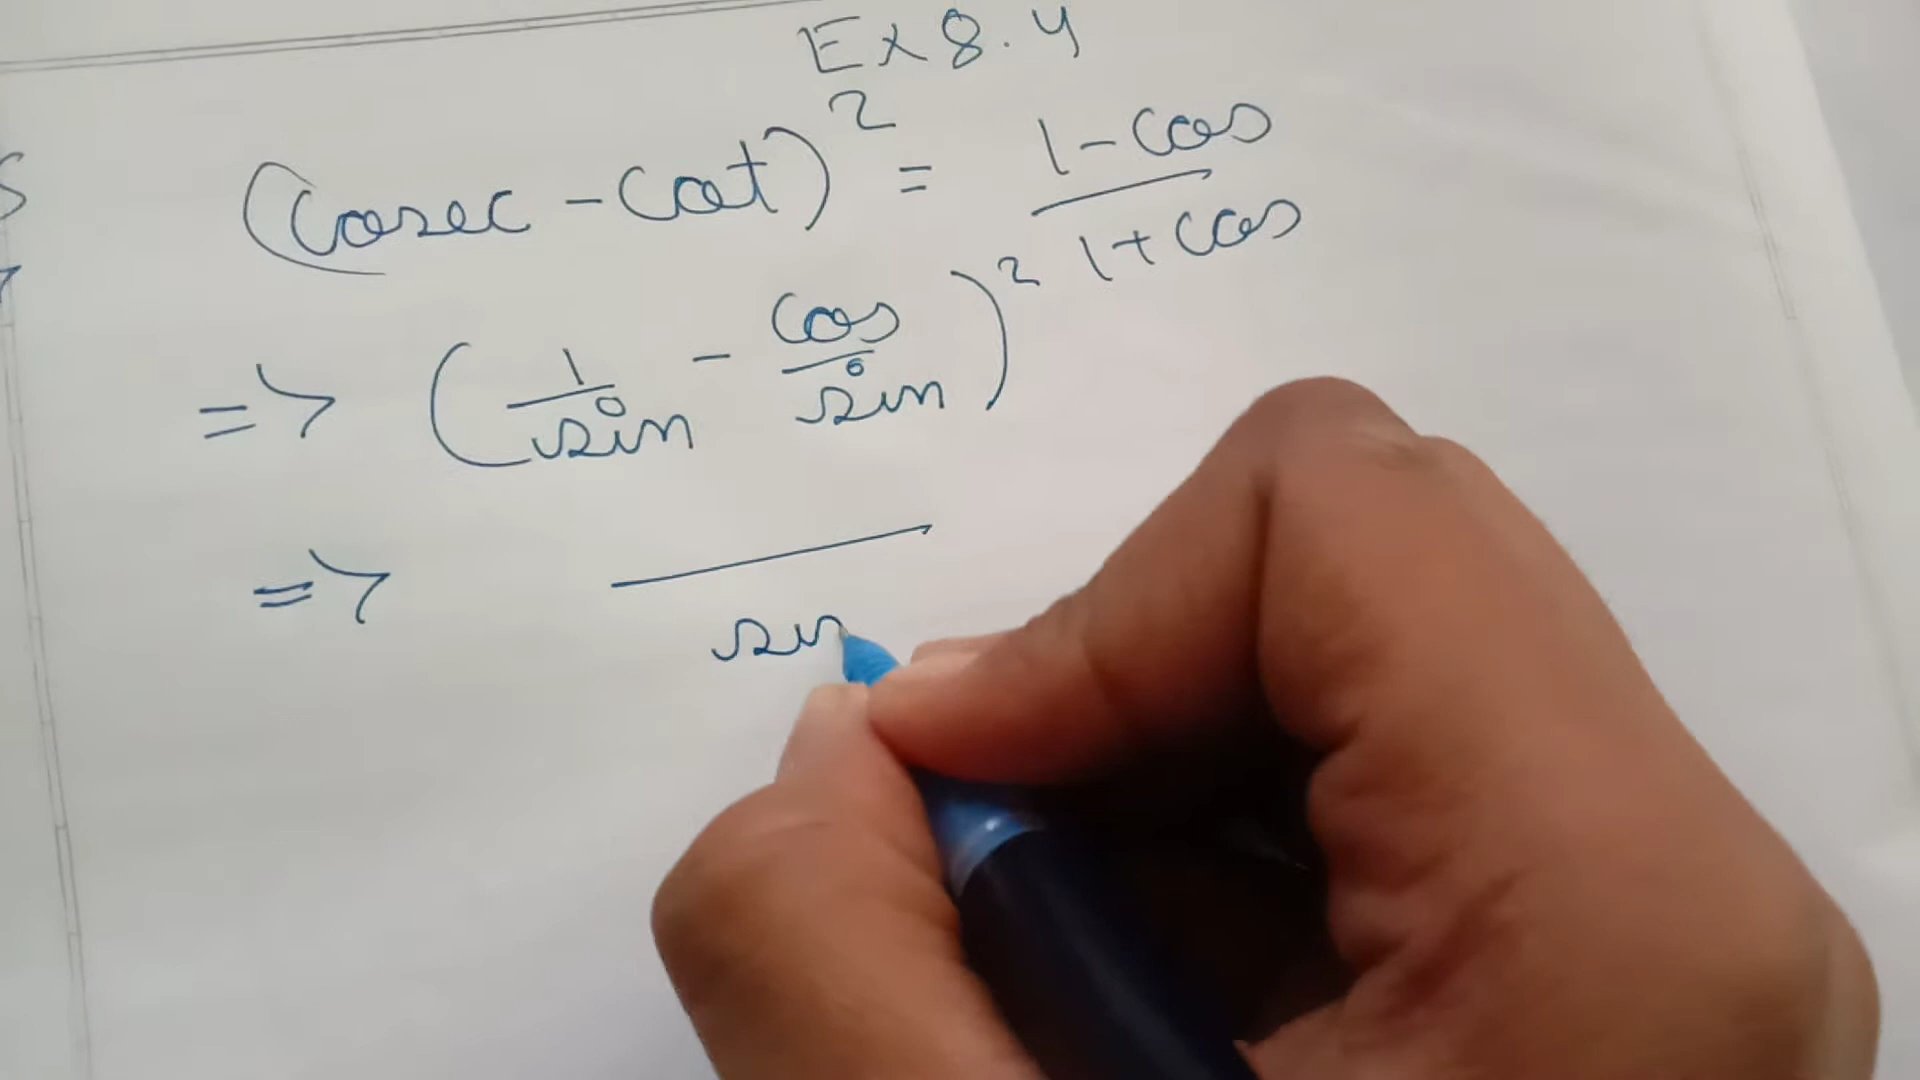 Ex 8.4
(cosec - cot)² = 1 - cos / 1 + cos
=> (1/sin - cos/sin)²
=> /sin